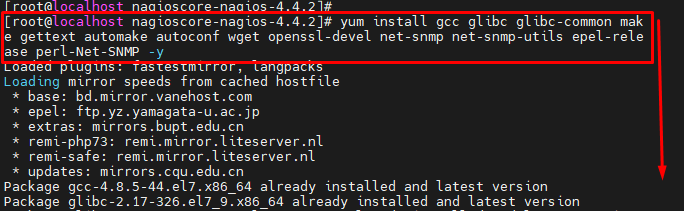 [root@localhost nagioscore-nagios-4.4.2]#
[root@localhost nagioscore-nagios-4.4.2]# yum install gcc glibc glibc-common mak
e gettext automake autoconf wget openssl-devel net-snmp net-snmp-utils epel-rele
ase perl-Net-SNMP -y
Loaded plugins: fastestmirror, langpacks
Loading mirror speeds from cached hostfile
 * base: bd.mirror.vanehost.com
 * epel: ftp.yz.yamagata-u.ac.jp
 * extras: mirrors.bupt.edu.cn
 * remi-php73: remi.mirror.liteserver.nl
 * remi-safe: remi.mirror.liteserver.nl
 * updates: mirrors.cqu.edu.cn
Package gcc-4.8.5-44.el7.x86_64 already installed and latest version
Package glibc-2.17-326.el7_9.x86_64 already installed and latest version